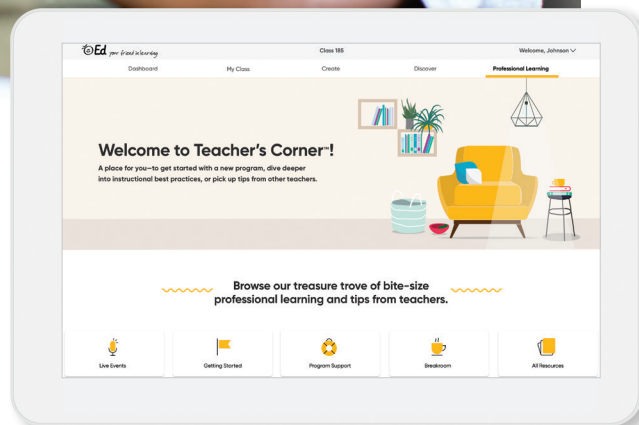 Ed your friend in learning
Class 185
Welcome, Johnson
Dashboard
My Class
Create
Discover
Professional Learning
Welcome to Teacher's Corner™!
A place for you—to get started with a new program, dive deeper
into instructional best practices, or pick up tips from other teachers.
Browse our treasure trove of bite-size
professional learning and tips from teachers.
Live Events
Getting Started
Program Support
Breakroom
All Resources